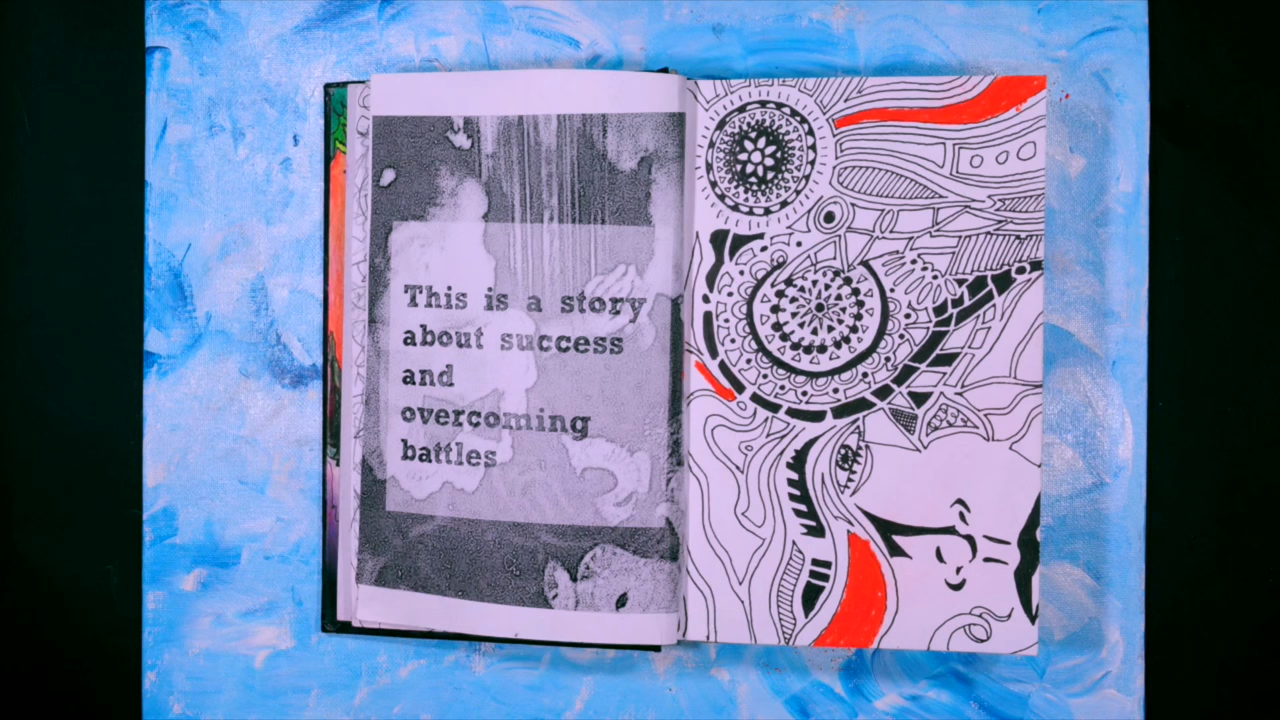 This is a story
about success
and
overcoming
battles